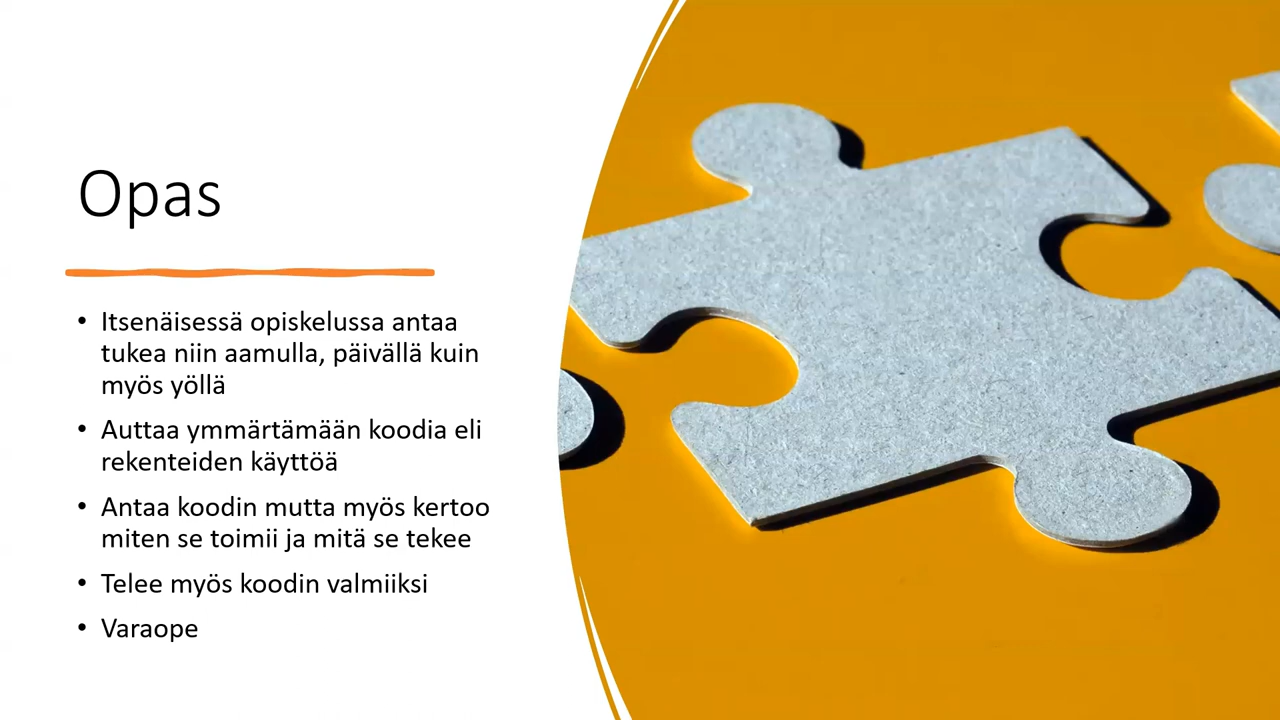 Opas
• Itsenäisessä opiskelussa antaa
tukea niin aamulla, päivällä kuin
myös yöllä
• Auttaa ymmärtämään koodia eli
rekenteiden käyttöä
• Antaa koodin mutta myös kertoo
miten se toimii ja mitä se tekee
• Telee myös koodin valmiiksi
• Varaope